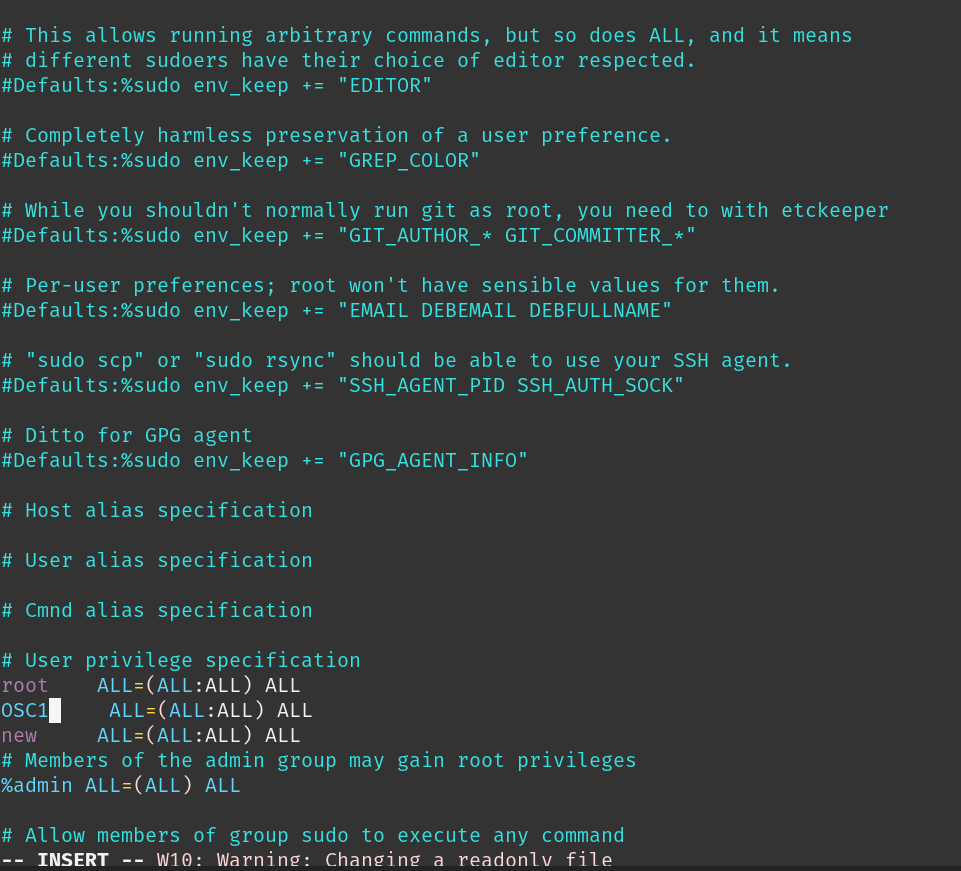 # This allows running arbitrary commands, but so does ALL, and it means
# different sudoers have their choice of editor respected.
#Defaults:%sudo env_keep += "EDITOR"
# Completely harmless preservation of a user preference.
#Defaults:%sudo env_keep += "GREP_COLOR"
# While you shouldn't normally run git as root, you need to with etckeeper
#Defaults:%sudo env_keep += "GIT_AUTHOR_* GIT_COMMITTER_*"
# Per-user preferences; root won't have sensible values for them.
#Defaults:%sudo env_keep += "EMAIL DEBEMAIL DEBFULLNAME"
# "sudo scp" or "sudo rsync" should be able to use your SSH agent.
#Defaults:%sudo env_keep += "SSH_AGENT_PID SSH_AUTH_SOCK"
# Ditto for GPG agent
#Defaults:%sudo env_keep += "GPG_AGENT_INFO"
# Host alias specification
# User alias specification
# Cmnd alias specification
# User privilege specification
root    ALL=(ALL:ALL) ALL
OSC1     ALL=(ALL:ALL) ALL
new     ALL=(ALL:ALL) ALL
# Members of the admin group may gain root privileges
%admin ALL=(ALL) ALL
# Allow members of group sudo to execute any command
-- INSERT -- W10: Warning: Changing a readonly file